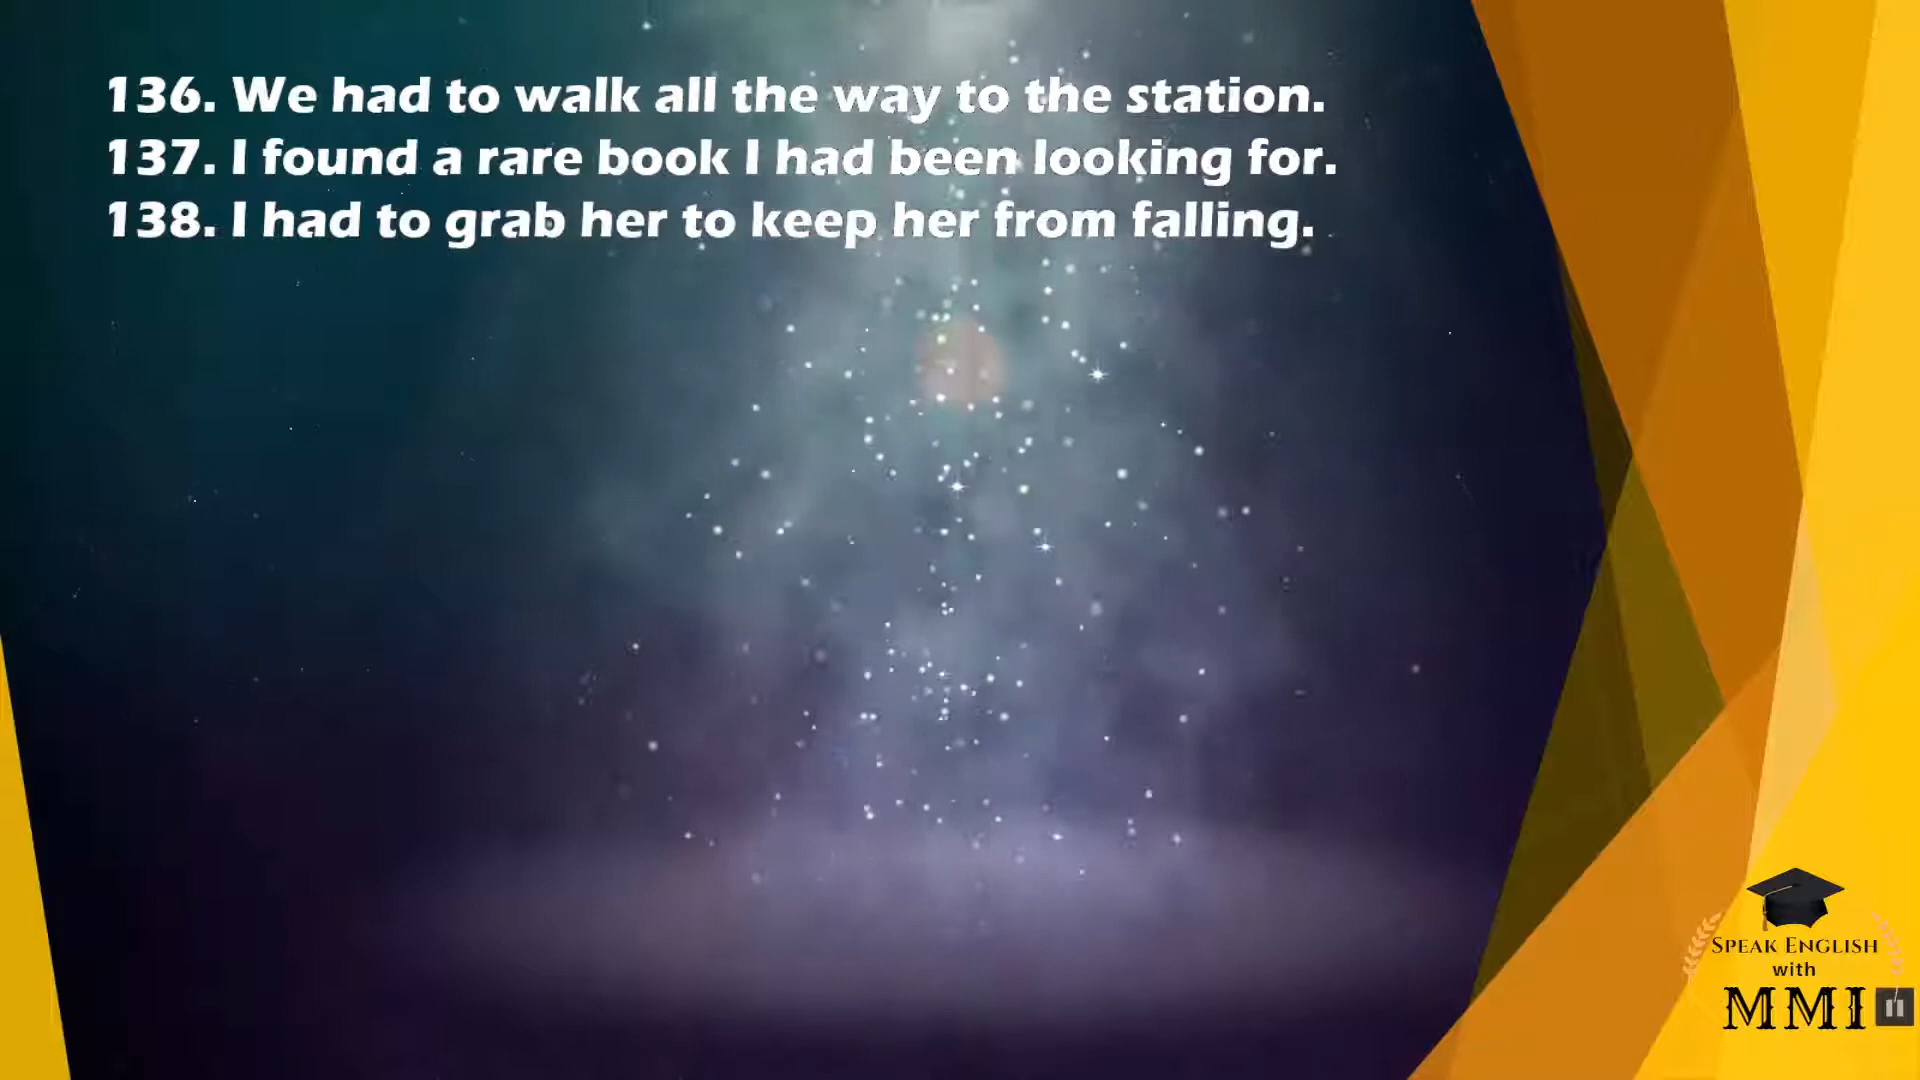 136. We had to walk all the way to the station.
137. I found a rare book I had been looking for.
138. I had to grab her to keep her from falling.
SPEAK ENGLISH
with
MMI